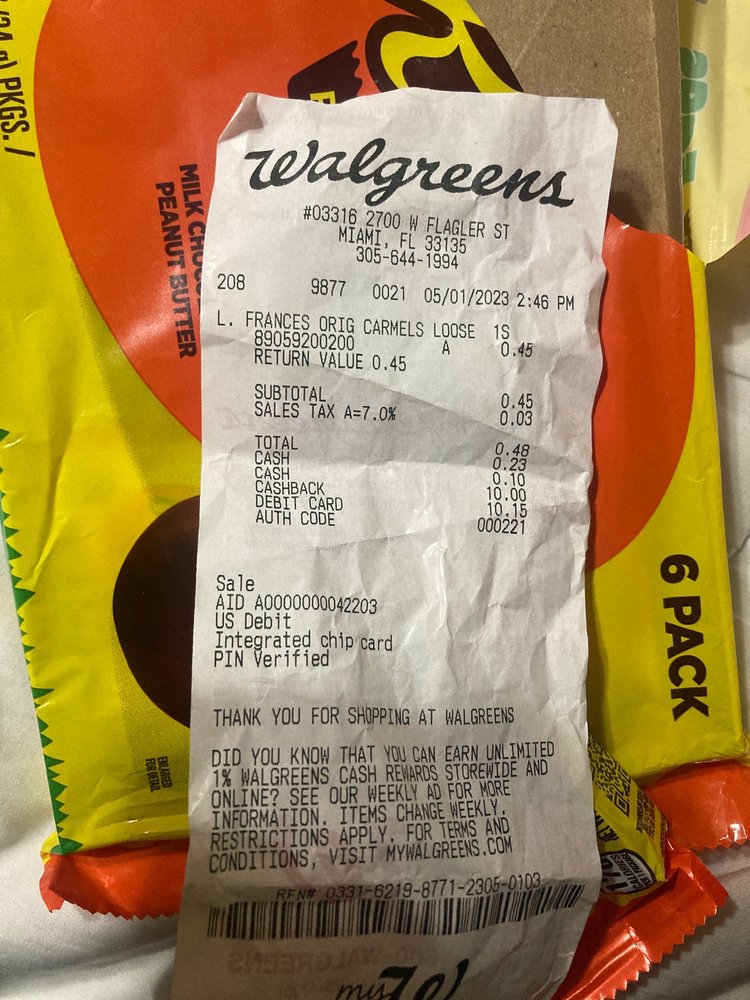 Walgreens
#03316 2700 W FLAGLER ST
MIAMI, FL 33135
305-644-1994
208 9877 0021 05/01/2023 2:46 PM
L. FRANCES ORIG CARMELS LOOSE 1S
89059200200 A 0.45
RETURN VALUE 0.45
SUBTOTAL 0.45
SALES TAX A=7.0% 0.03
TOTAL 0.48
CASH 0.23
CASH 0.10
CASHBACK 10.00
DEBIT CARD 10.15
AUTH CODE 000221
Sale
AID A0000000042203
US Debit
Integrated chip card
PIN Verified
THANK YOU FOR SHOPPING AT WALGREENS
DID YOU KNOW THAT YOU CAN EARN UNLIMITED
1% WALGREENS CASH REWARDS STOREWIDE AND
ONLINE? SEE OUR WEEKLY AD FOR MORE
INFORMATION. ITEMS CHANGE WEEKLY.
RESTRICTIONS APPLY. FOR TERMS AND
CONDITIONS, VISIT MYWALGREENS.COM
RFN# 0331-6219-8771-2305-0103
myW
PKGS. /
MILK
PEANUT BUTTER
6 PACK
ENLARGED
FOR DETAIL
CALORIES